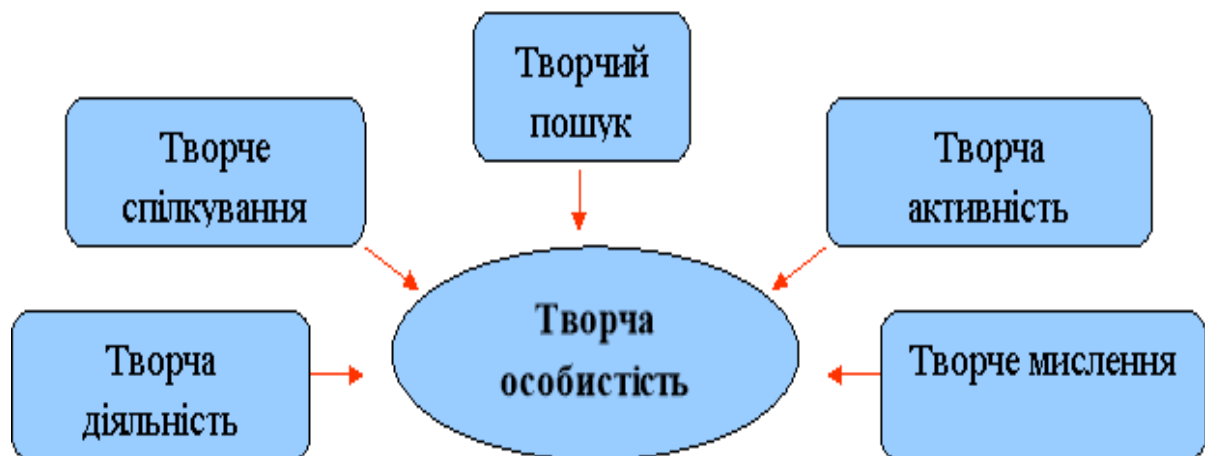 Творчий
пошук
Творче
спілкування
Творча
активність
Творча
особистість
Творча
діяльність
Творче мислення